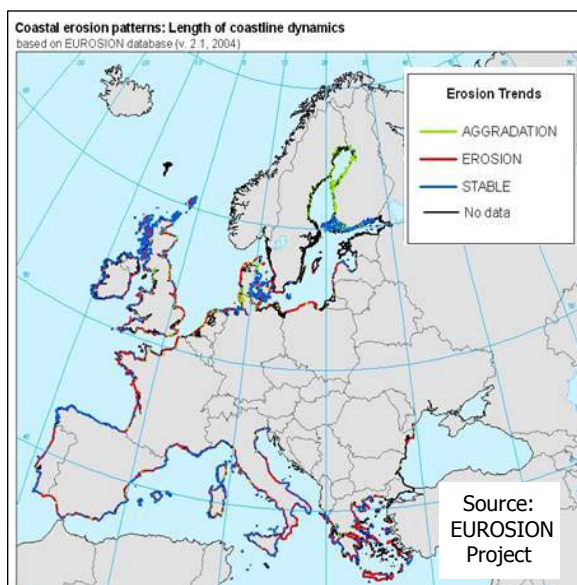 Coastal erosion patterns: Length of coastline dynamics
based on EUROSION database (v. 2.1, 2004)
Erosion Trends
AGGRADATION
EROSION
STABLE
No data
Source:
EUROSION
Project